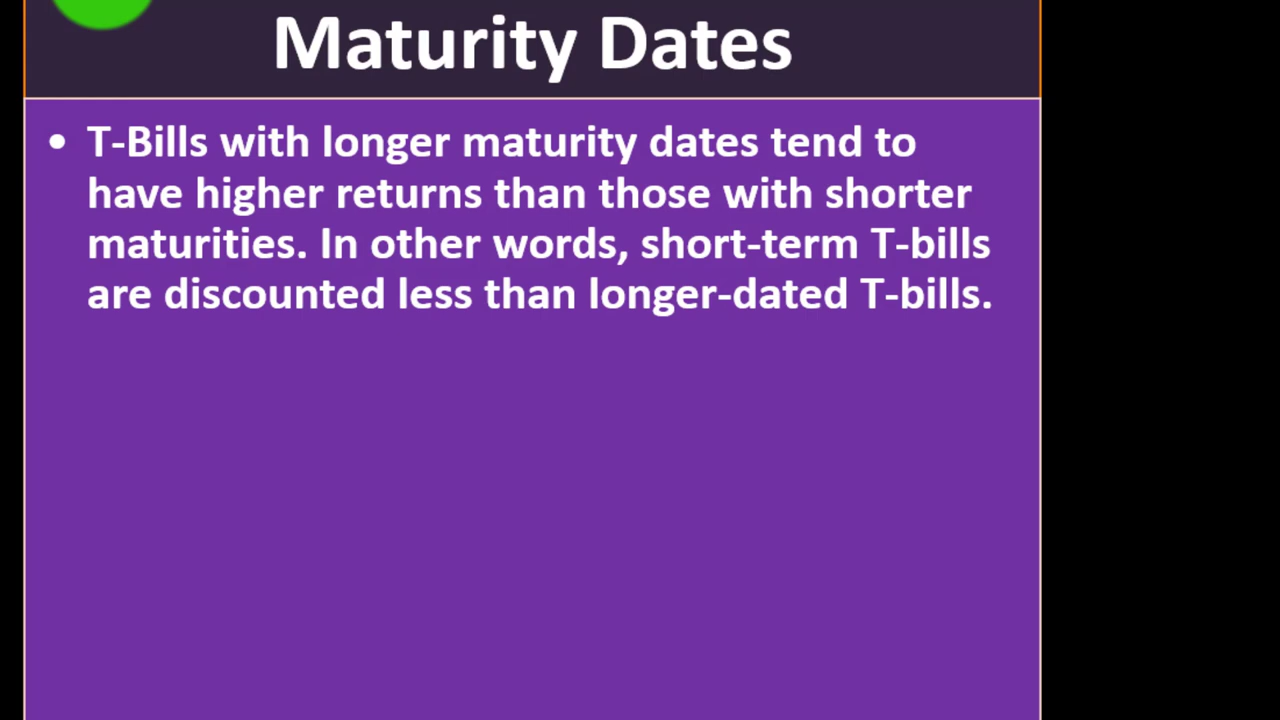 Maturity Dates
• T-Bills with longer maturity dates tend to
have higher returns than those with shorter
maturities. In other words, short-term T-bills
are discounted less than longer-dated T-bills.